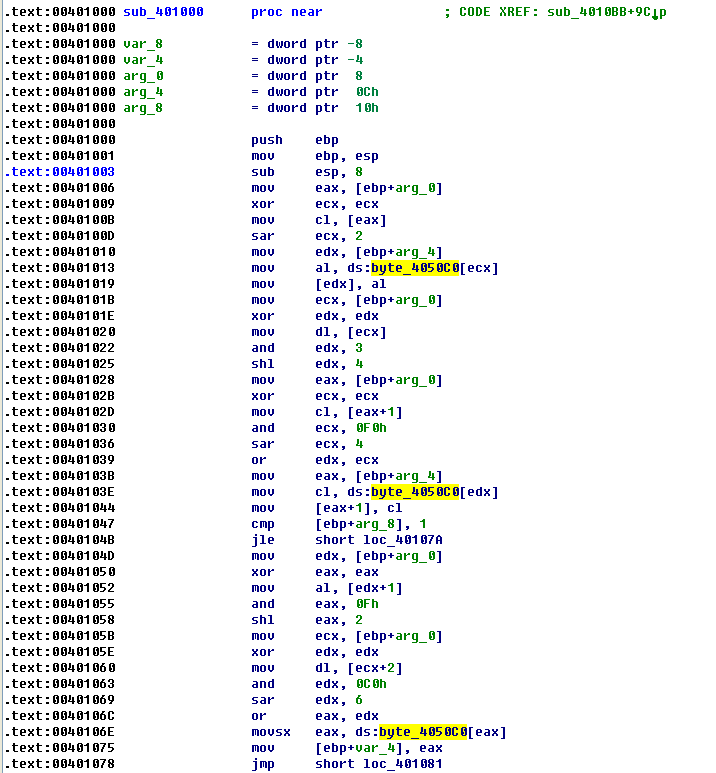 .text:00401000 sub_401000      proc near               ; CODE XREF: sub_4010BB+9C↓p
.text:00401000
.text:00401000 var_8           = dword ptr -8
.text:00401000 var_4           = dword ptr -4
.text:00401000 arg_0           = dword ptr  8
.text:00401000 arg_4           = dword ptr  0Ch
.text:00401000 arg_8           = dword ptr  10h
.text:00401000
.text:00401000                 push    ebp
.text:00401001                 mov     ebp, esp
.text:00401003                 sub     esp, 8
.text:00401006                 mov     eax, [ebp+arg_0]
.text:00401009                 xor     ecx, ecx
.text:0040100B                 mov     cl, [eax]
.text:0040100D                 sar     ecx, 2
.text:00401010                 mov     edx, [ebp+arg_4]
.text:00401013                 mov     al, ds:byte_4050C0[ecx]
.text:00401019                 mov     [edx], al
.text:0040101B                 mov     ecx, [ebp+arg_0]
.text:0040101E                 xor     edx, edx
.text:00401020                 mov     dl, [ecx]
.text:00401022                 and     edx, 3
.text:00401025                 shl     edx, 4
.text:00401028                 mov     eax, [ebp+arg_0]
.text:0040102B                 xor     ecx, ecx
.text:0040102D                 mov     cl, [eax+1]
.text:00401030                 and     ecx, 0F0h
.text:00401036                 sar     ecx, 4
.text:00401039                 or      edx, ecx
.text:0040103B                 mov     eax, [ebp+arg_4]
.text:0040103E                 mov     cl, ds:byte_4050C0[edx]
.text:00401044                 mov     [eax+1], cl
.text:00401047                 cmp     [ebp+arg_8], 1
.text:0040104B                 jle     short loc_40107A
.text:0040104D                 mov     edx, [ebp+arg_0]
.text:00401050                 xor     eax, eax
.text:00401052                 mov     al, [edx+1]
.text:00401055                 and     eax, 0Fh
.text:00401058                 shl     eax, 2
.text:0040105B                 mov     ecx, [ebp+arg_0]
.text:0040105E                 xor     edx, edx
.text:00401060                 mov     dl, [ecx+2]
.text:00401063                 and     edx, 0C0h
.text:00401069                 sar     edx, 6
.text:0040106C                 or      eax, edx
.text:0040106E                 movsx   eax, ds:byte_4050C0[eax]
.text:00401075                 mov     [ebp+var_4], eax
.text:00401078                 jmp     short loc_401081